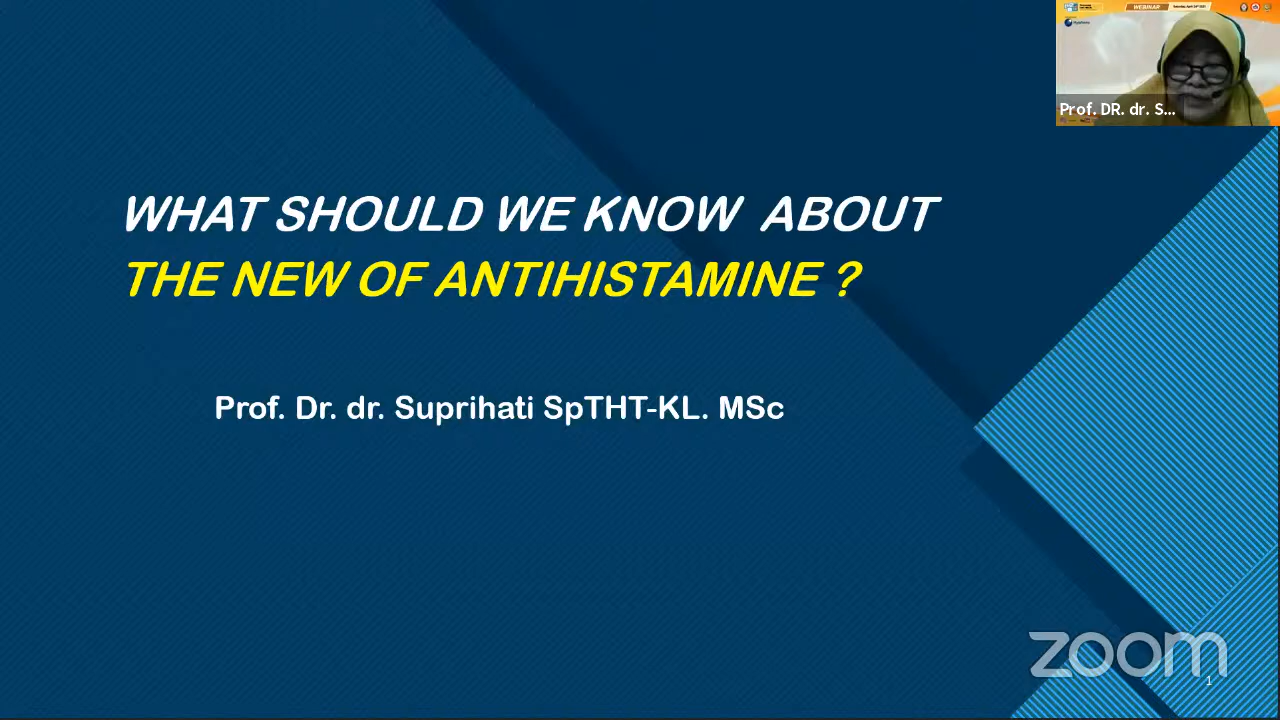 WEBINAR
Prof. DR. dr. S...
WHAT SHOULD WE KNOW ABOUT
THE NEW OF ANTIHISTAMINE ?
Prof. Dr. dr. Suprihati SpTHT-KL. MSc
zoom
1